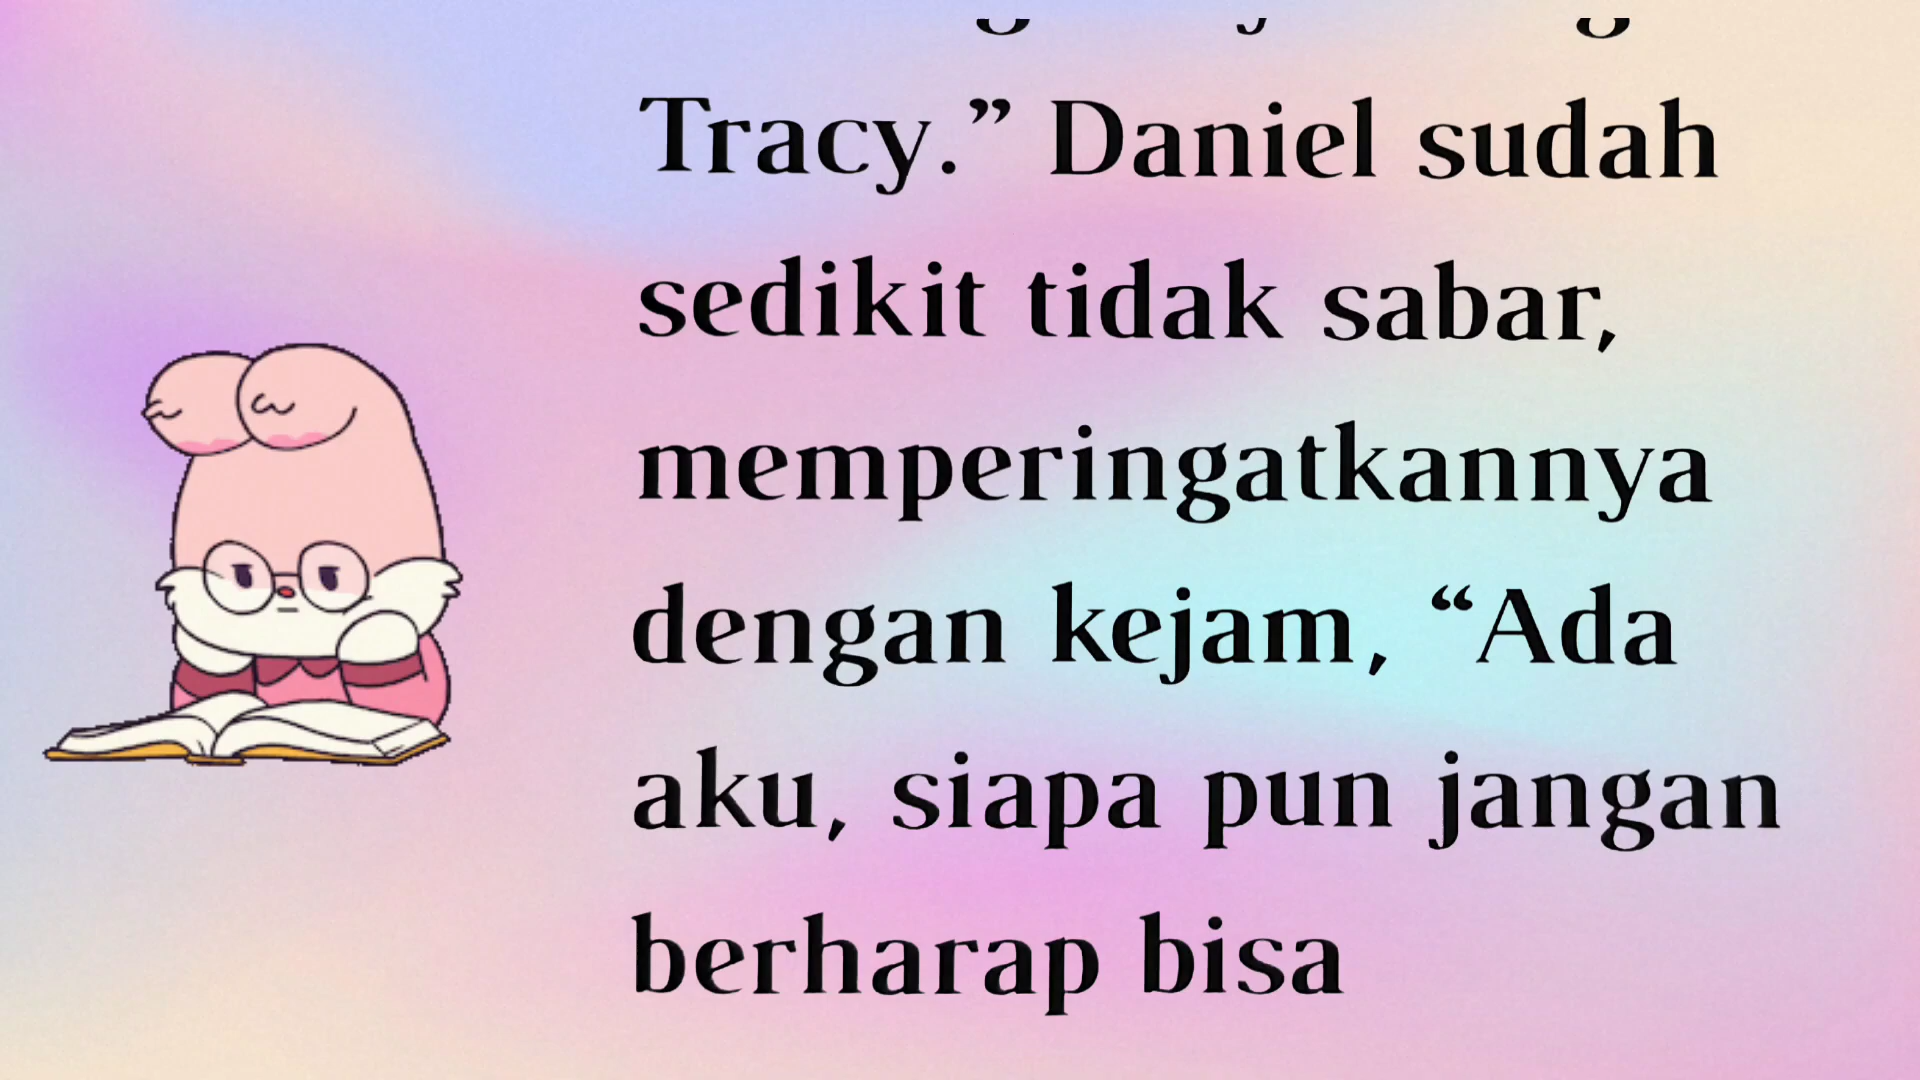 Tracy.” Daniel sudah
sedikit tidak sabar,
memperingatkannya
dengan kejam, “Ada
aku, siapa pun jangan
berharap bisa